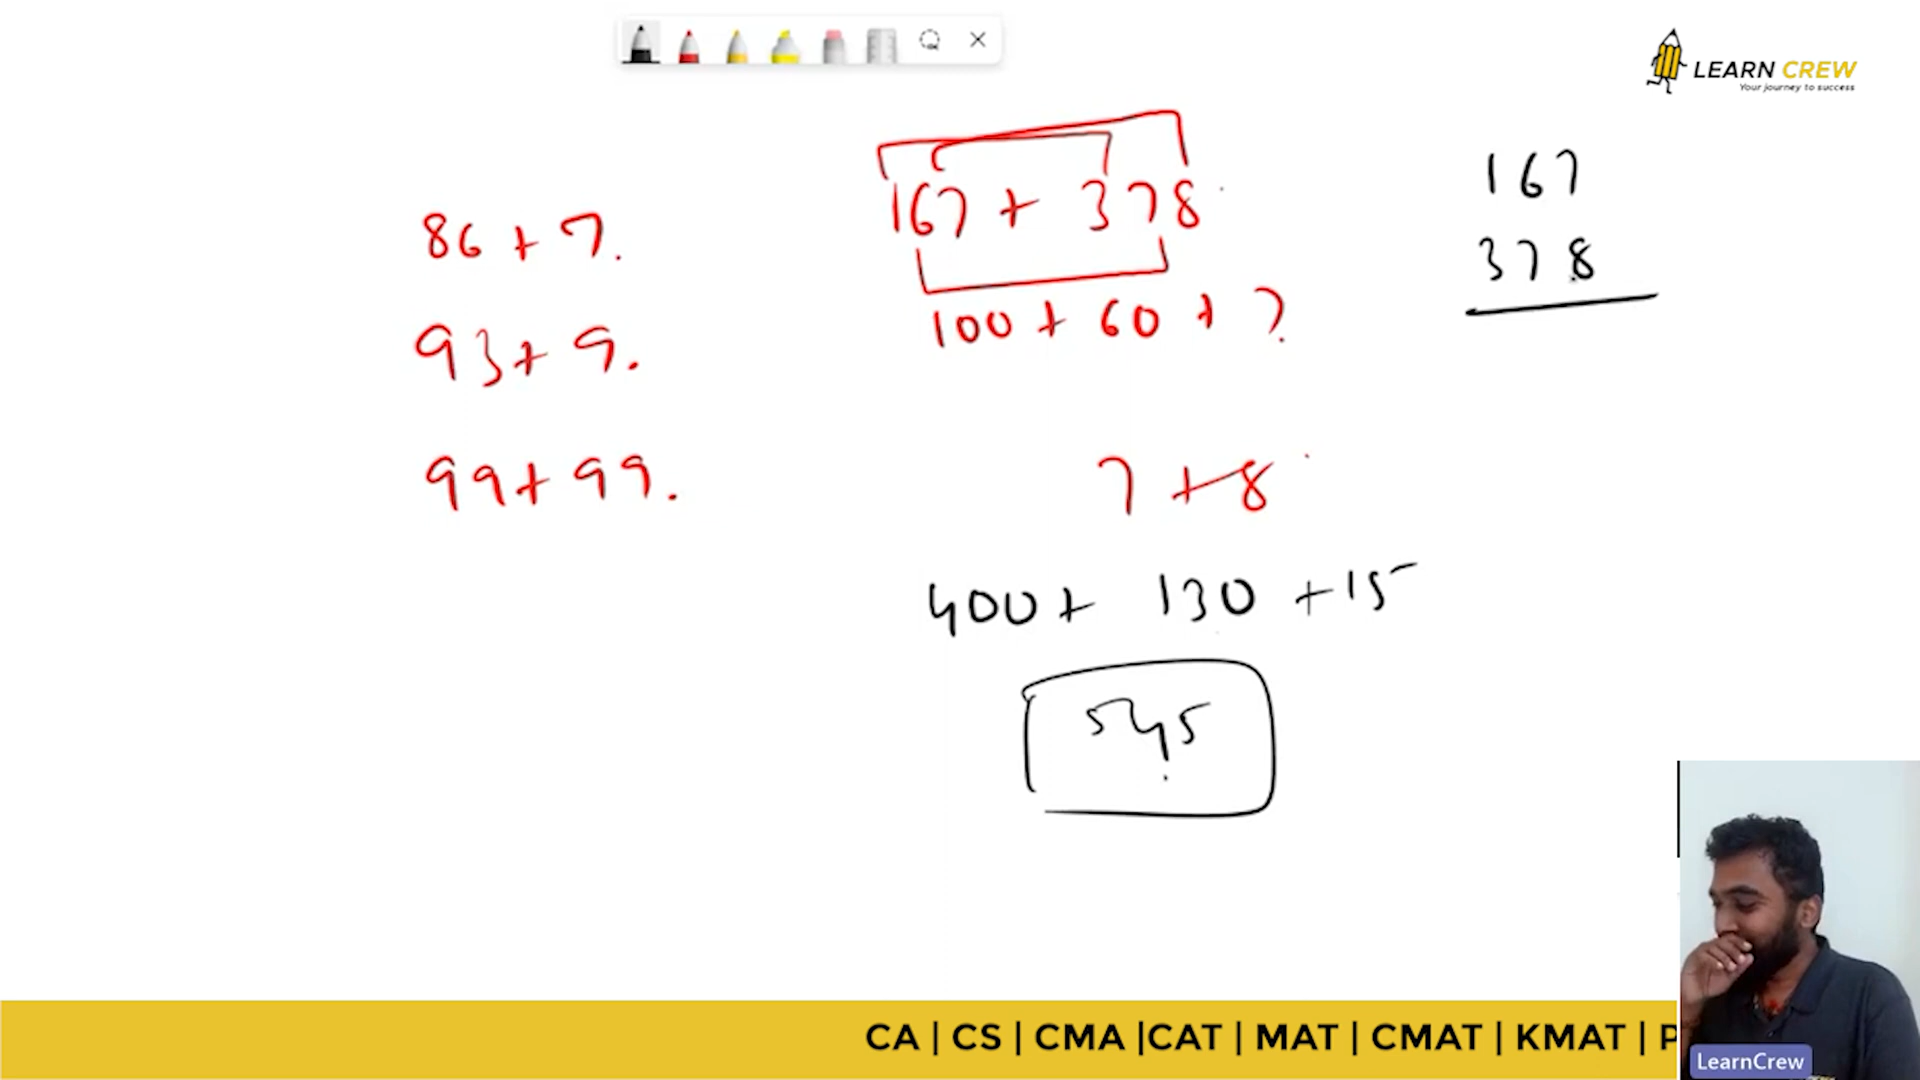 LEARN CREW
Your journey to success
86 + 7.
93 + 9.
99 + 99.
167 + 378
100 + 60 + 7
7 + 8
400 + 130 + 15
545
167
378
CA | CS | CMA |CAT | MAT | CMAT | KMAT | P
LearnCrew